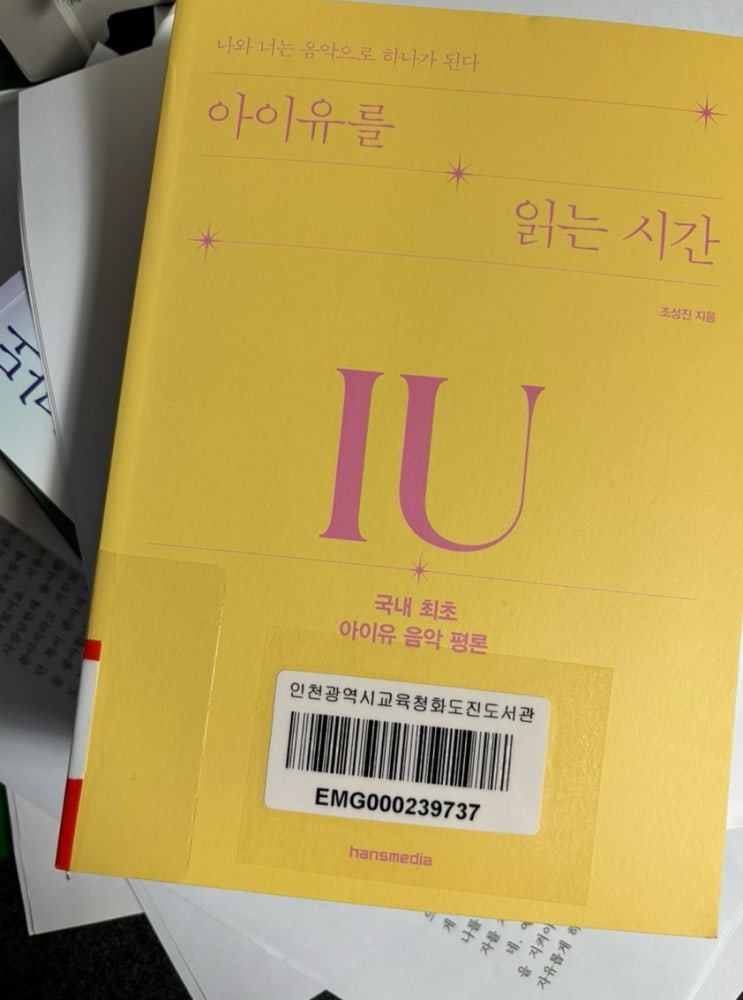 나와 너는 음악으로 하나가 된다
아이유를
읽는 시간
조성진 지음
IU
국내 최초
아이유 음악 평론
인천광역시교육청화도진도서관
EMG000239737
hansmedia